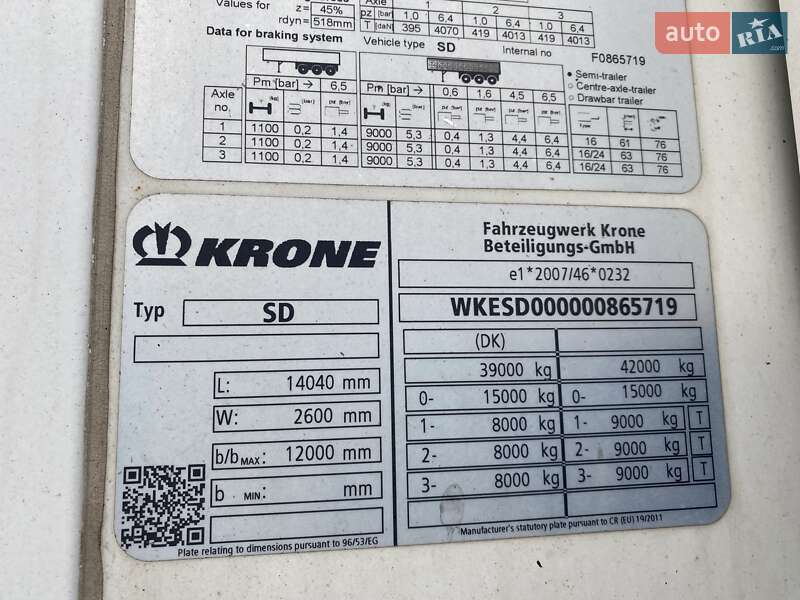 Values for z= 45%
rdyn= 518mm
Axle 1 2 3
pz [bar] 1,0 6,4 1,0 6,4 1,0 6,4
T [daN] 395 4070 419 4013 419 4013
Data for braking system Vehicle type SD Internal no F0865719
Semi-trailer
Centre-axle-trailer
Drawbar trailer
Pm [bar] → 6,5 Pm [bar] → 0,6 1,6 4,5 6,5
Axle no.
1 1100 0,2 1,4 9000 5,3 0,4 1,3 4,4 6,4 16 61 76
2 1100 0,2 1,4 9000 5,3 0,4 1,3 4,4 6,4 16/24 63 76
3 1100 0,2 1,4 9000 5,3 0,4 1,3 4,4 6,4 16/24 63 76
auto RIA .com
KRONE
Typ SD
L: 14040 mm
W: 2600 mm
b/b MAX: 12000 mm
b MIN: mm
Plate relating to dimensions pursuant to 96/53/EG
Fahrzeugwerk Krone
Beteiligungs-GmbH
e1*2007/46*0232
WKESD000000865719
(DK)
39000 kg 42000 kg
0- 15000 kg 0- 15000 kg
1- 8000 kg 1- 9000 kg T
2- 8000 kg 2- 9000 kg T
3- 8000 kg 3- 9000 kg T
Manufacturer's statutory plate pursuant to CR (EU) 19/2011